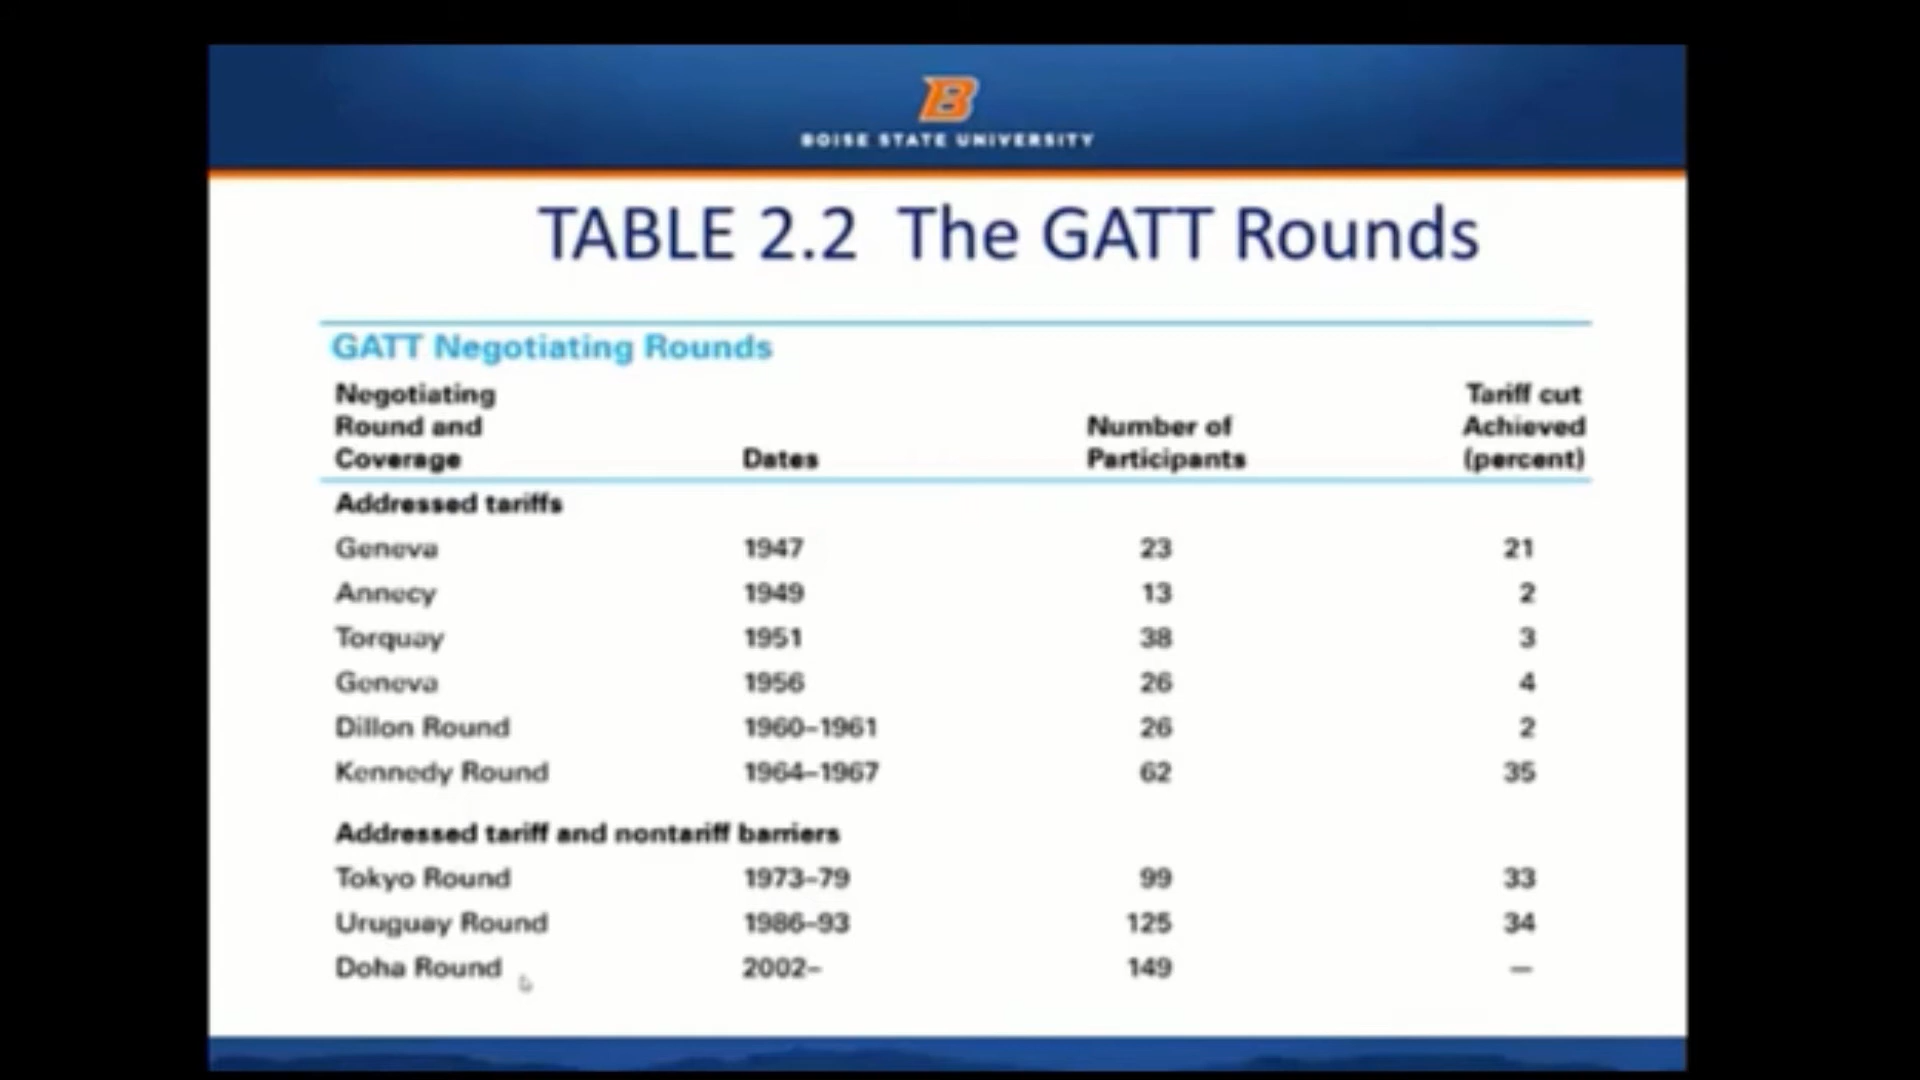 B
BOISE STATE UNIVERSITY
TABLE 2.2 The GATT Rounds
GATT Negotiating Rounds
Negotiating Round and Coverage Dates Number of Participants Tariff cut Achieved (percent)
Addressed tariffs
Geneva 1947 23 21
Annecy 1949 13 2
Torquay 1951 38 3
Geneva 1956 26 4
Dillon Round 1960–1961 26 2
Kennedy Round 1964–1967 62 35
Addressed tariff and nontariff barriers
Tokyo Round 1973–79 99 33
Uruguay Round 1986–93 125 34
Doha Round 2002– 149 —